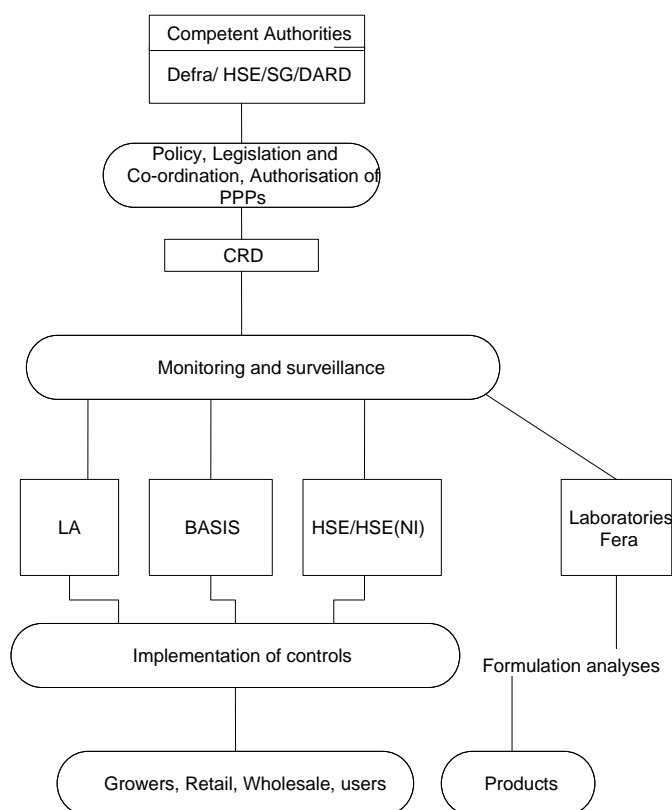 Competent Authorities
Defra/ HSE/SG/DARD
Policy, Legislation and
Co-ordination, Authorisation of
PPPs
CRD
Monitoring and surveillance
LA
BASIS
HSE/HSE(NI)
Laboratories
Fera
Implementation of controls
Formulation analyses
Growers, Retail, Wholesale, users
Products